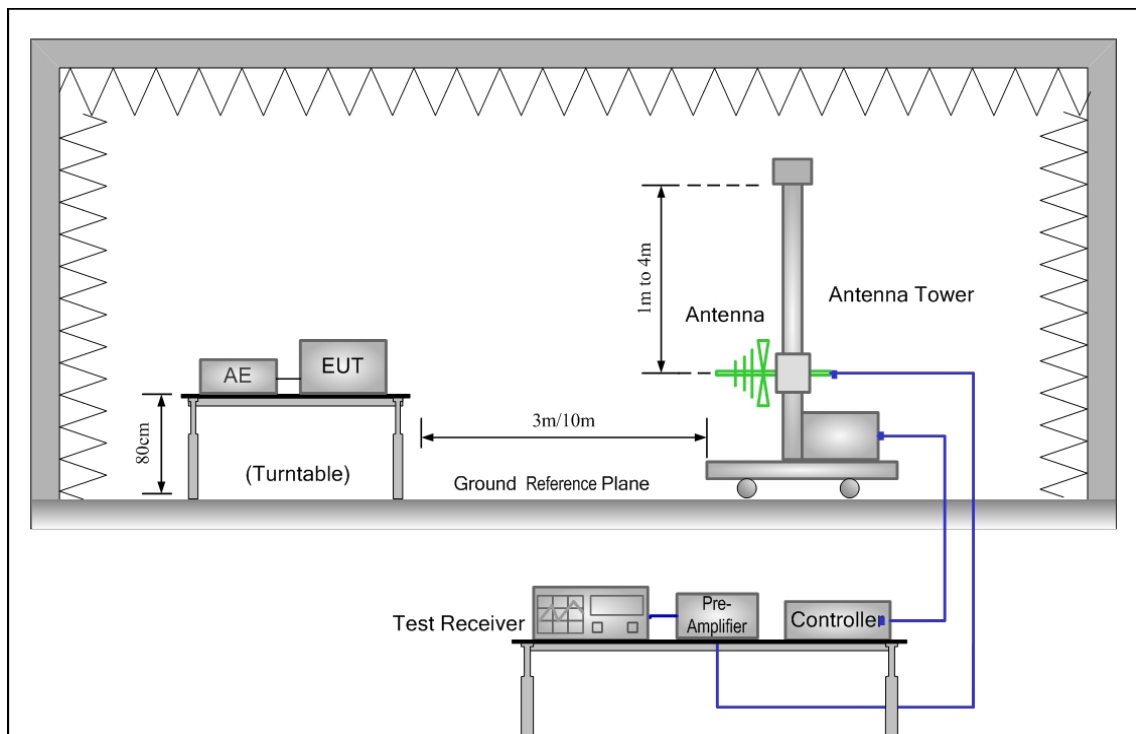 1m to 4m
Antenna
Antenna Tower
AE
EUT
80cm
(Turntable)
3m/10m
Ground Reference Plane
Test Receiver
Pre-
Amplifier
Controller